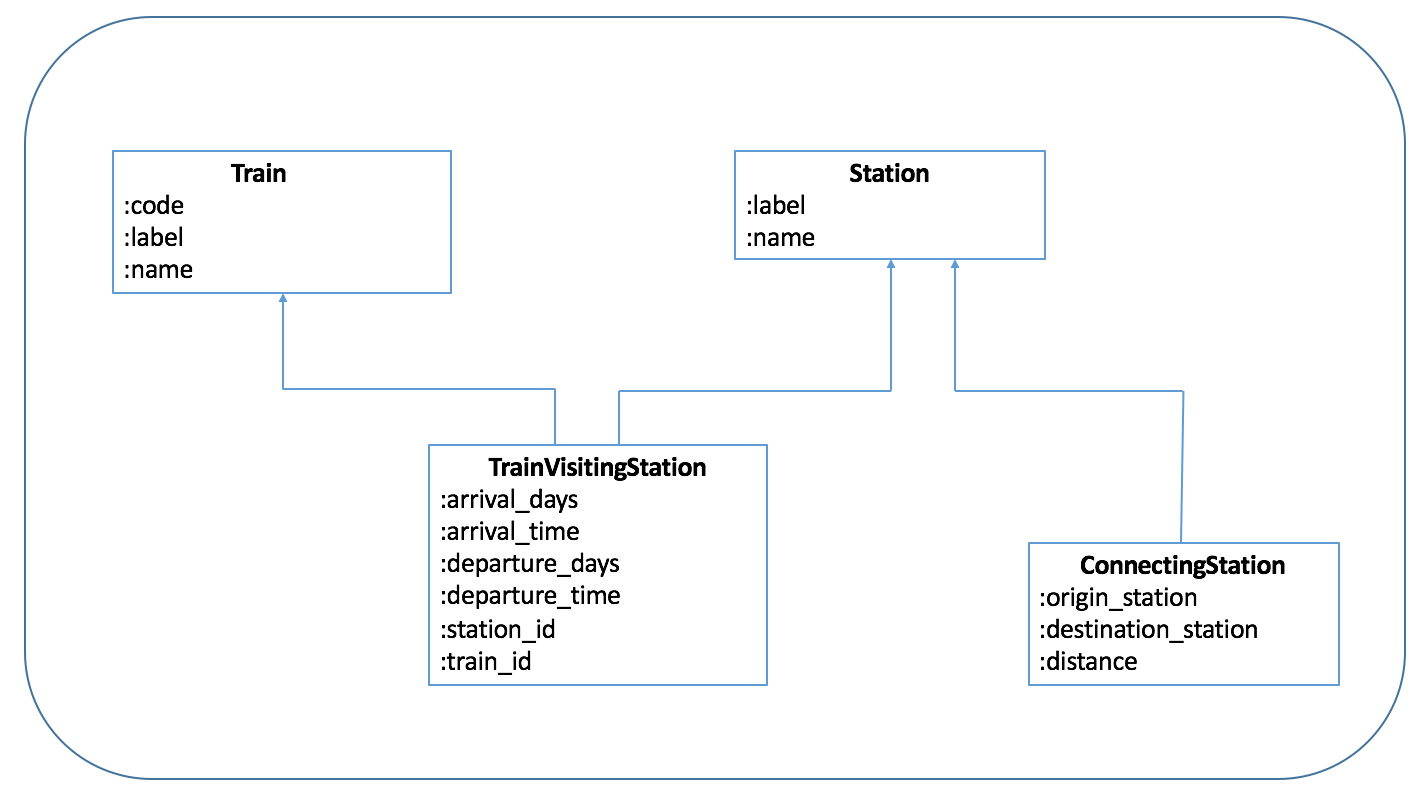 Train
:code
:label
:name
Station
:label
:name
TrainVisitingStation
:arrival_days
:arrival_time
:departure_days
:departure_time
:station_id
:train_id
ConnectingStation
:origin_station
:destination_station
:distance